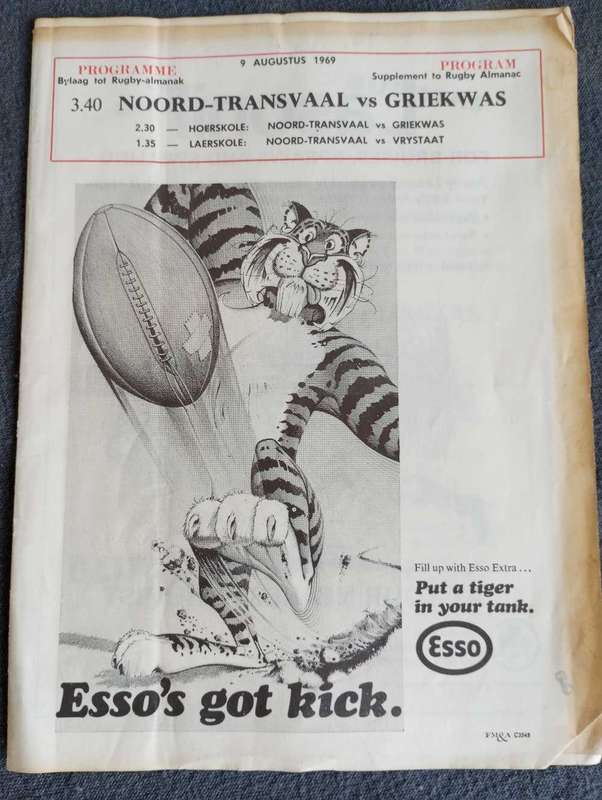 9 AUGUSTUS 1969
PROGRAMME
Bylaag tot Rugby-almanak
PROGRAM
Supplement to Rugby Almanac
3.40 NOORD-TRANSVAAL vs GRIEKWAS
2.30 — HOERSKOLE: NOORD-TRANSVAAL vs GRIEKWAS
1.35 — LAERSKOLE: NOORD-TRANSVAAL vs VRYSTAAT
Fill up with Esso Extra...
Put a tiger
in your tank.
Esso
Esso's got kick.